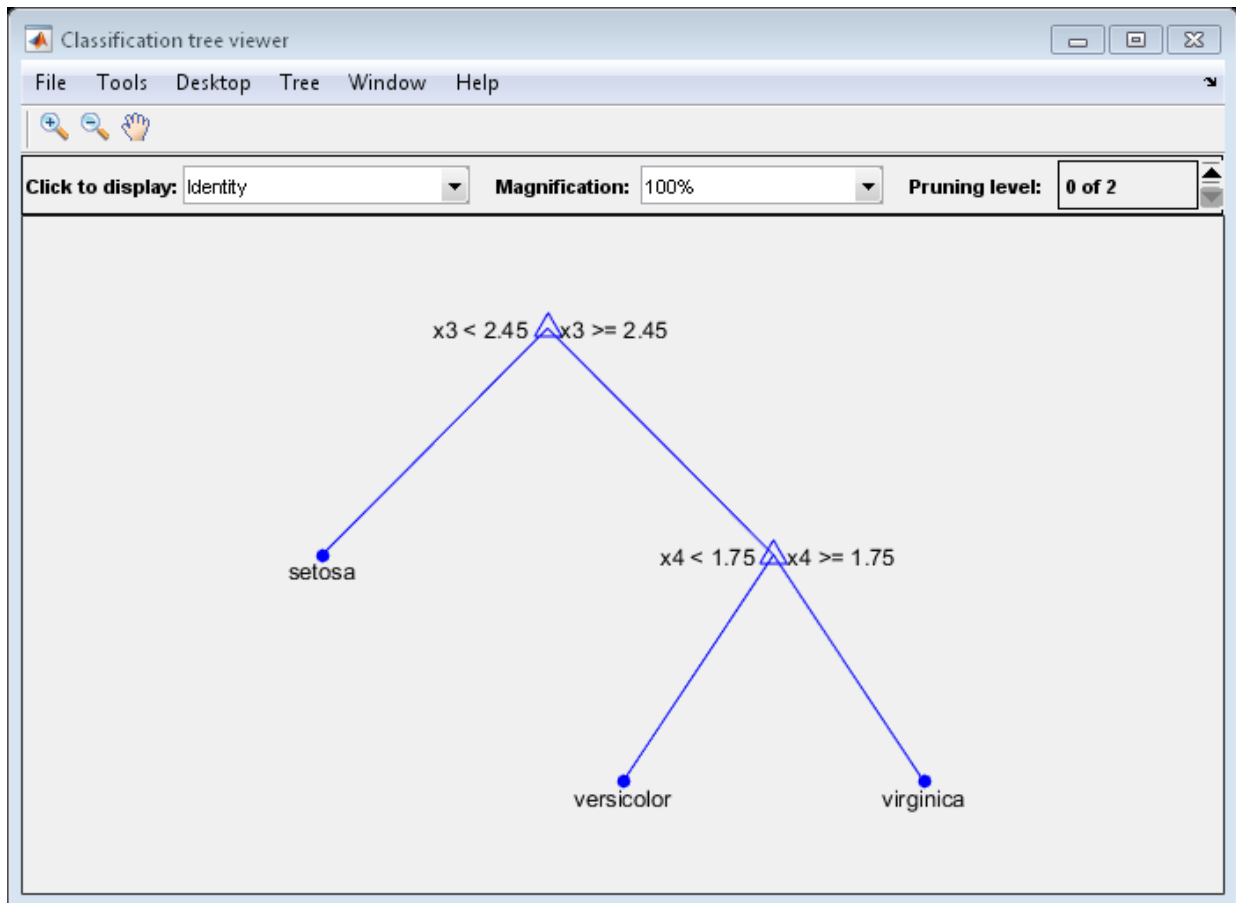 Classification tree viewer
File Tools Desktop Tree Window Help
Click to display: Identity Magnification: 100% Pruning level: 0 of 2
x3 < 2.45 x3 >= 2.45
setosa
x4 < 1.75 x4 >= 1.75
versicolor virginica